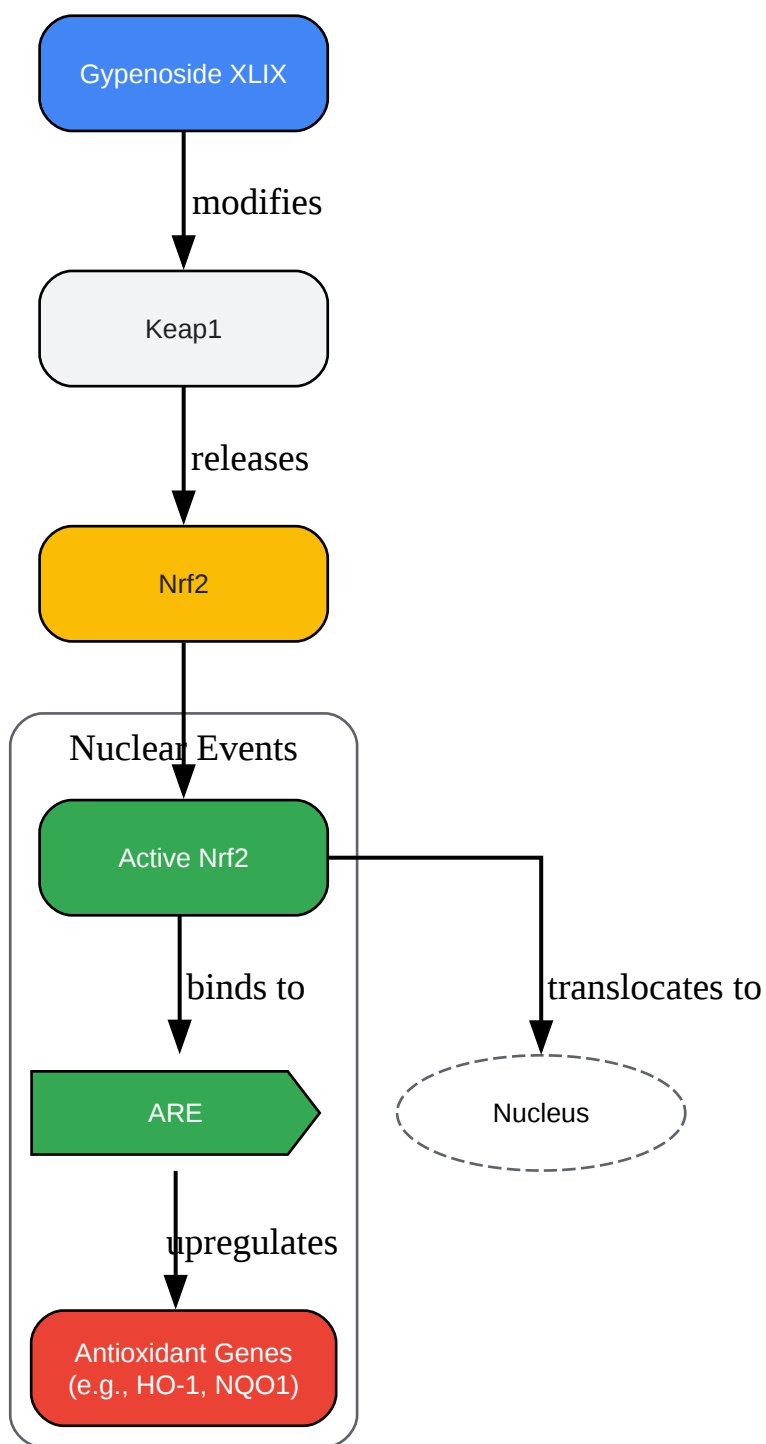 Gypenoside XLIX
modifies
Keap1
releases
Nrf2
Nuclear Events
Active Nrf2
binds to
translocates to
ARE
Nucleus
upregulates
Antioxidant Genes
(e.g., HO-1, NQO1)